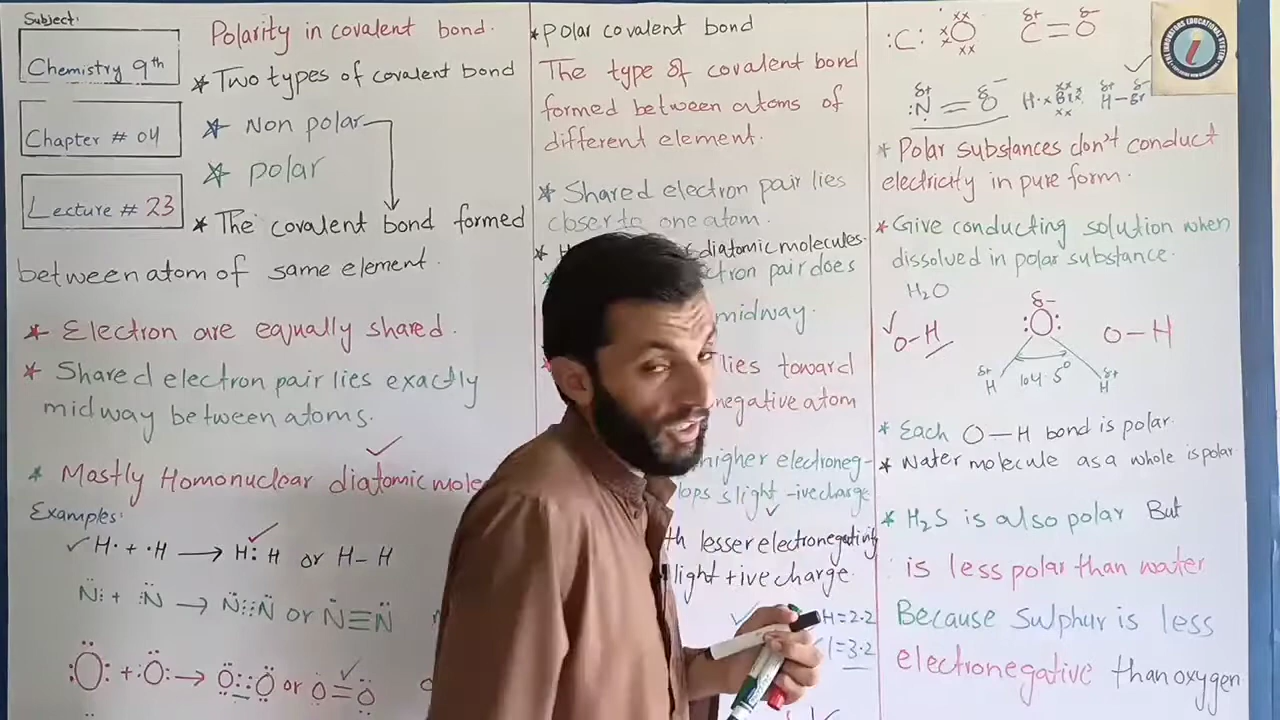 Subject:
Chemistry 9th
Chapter # 04
Lecture # 23
Polarity in covalent bond.
* Two types of covalent bond
* Non polar
* polar
* The covalent bond formed
between atom of same element.
* Electron are equally shared.
* Shared electron pair lies exactly
midway between atoms.
* Mostly Homonuclear diatomic mole
Examples:
H· + ·H → H : H or H – H
N + N → N N or N≡N
O + O → O O or O = O
* Polar covalent bond
The type of covalent bond
formed between atoms of
different element.
* Shared electron pair lies
closer to one atom.
* diatomic molecules.
ctron pair does
midway.
lies toward
negative atom
higher electroneg-
lops slight -ive charge
th lesser electronegativity
light +ive charge.
H = 2.2
= 3.2
:C: O δ+ C = O δ-
δ+ N = O δ- H · x Br δ+ H – Br δ-
* Polar substances don't conduct
electricity in pure form.
* Give conducting solution when
dissolved in polar substance.
H2O
O–H
δ-
:O:
O – H
δ+ H 104.5° δ+ H
* Each O – H bond is polar.
* Water molecule as a whole is polar
* H2S is also polar But
is less polar than water
Because Sulphur is less
electronegative than oxygen